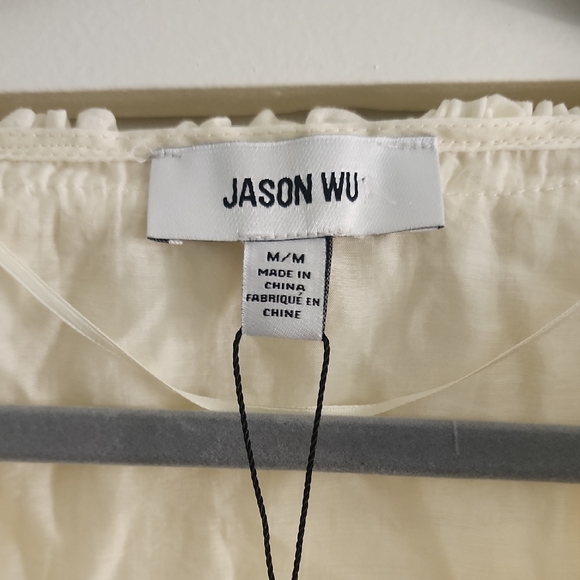 JASON WU
M/M
MADE IN
CHINA
FABRIQUÉ EN
CHINE